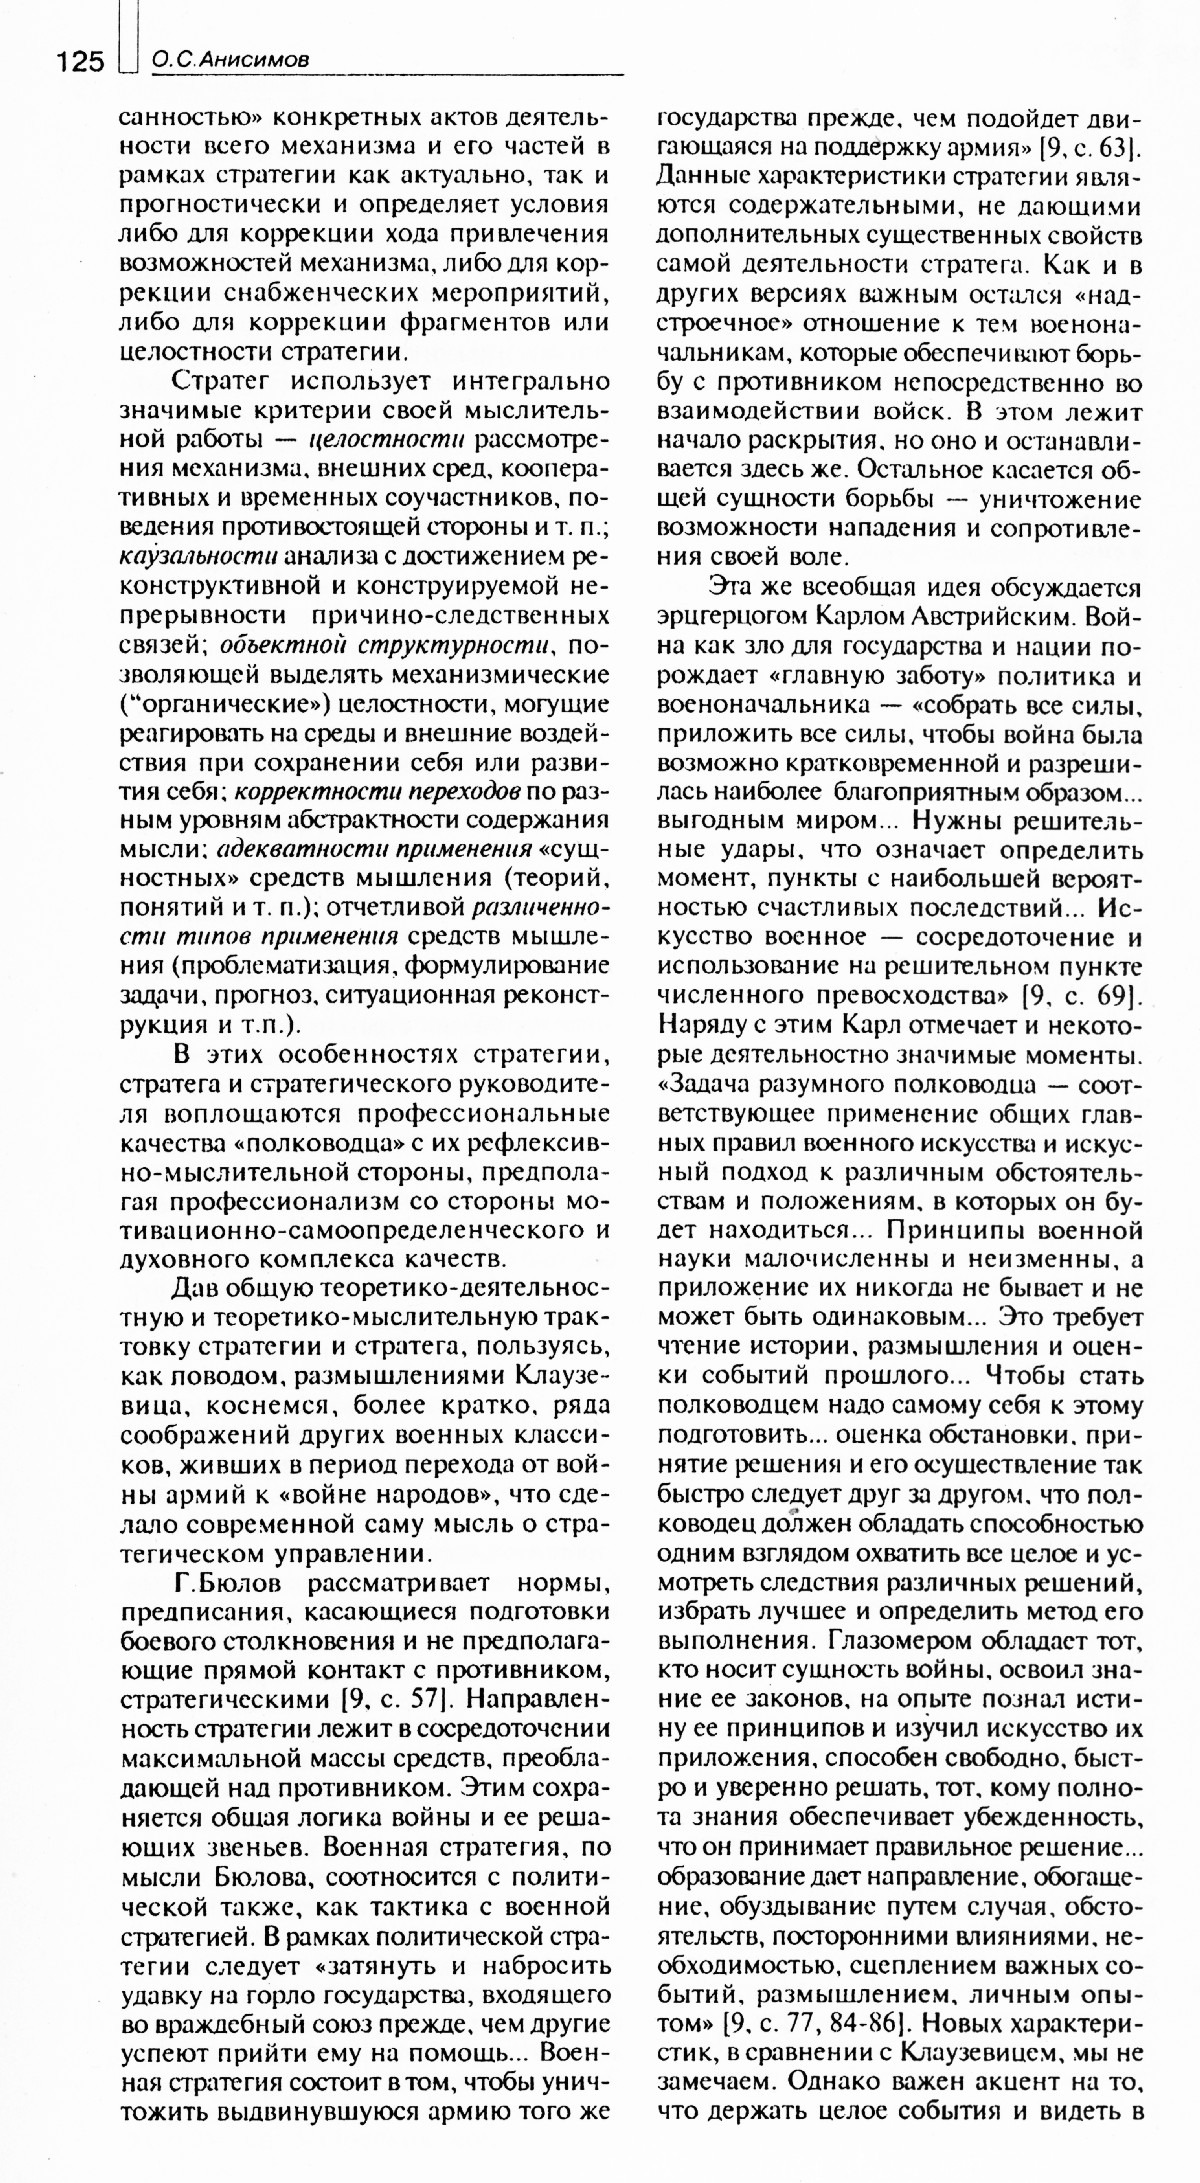 125
О.С.Анисимов
санностью» конкретных актов деятель-
ности всего механизма и его частей в
рамках стратегии как актуально, так и
прогностически и определяет условия
либо для коррекции хода привлечения
возможностей механизма, либо для кор-
рекции снабженческих мероприятий,
либо для коррекции фрагментов или
целостности стратегии.
Стратег использует интегрально
значимые критерии своей мыслитель-
ной работы — целостности рассмотре-
ния механизма, внешних сред, коопера-
тивных и временных соучастников, по-
ведения противостоящей стороны и т. п.;
каузальности анализа с достижением ре-
конструктивной и конструируемой не-
прерывности причино-следственных
связей; объектной структурности, по-
зволяющей выделять механизмические
("органические») целостности, могущие
реагировать на среды и внешние воздей-
ствия при сохранении себя или разви-
тия себя; корректности переходов по раз-
ным уровням абстрактности содержания
мысли; адекватности применения «сущ-
ностных» средств мышления (теорий,
понятий и т. п.); отчетливой различенно-
сти типов применения средств мышле-
ния (проблематизация, формулирование
задачи, прогноз, ситуационная реконст-
рукция и т.п.).
В этих особенностях стратегии,
стратега и стратегического руководите-
ля воплощаются профессиональные
качества «полководца» с их рефлексив-
но-мыслительной стороны, предпола-
гая профессионализм со стороны мо-
тивационно-самоопределенческого и
духовного комплекса качеств.
Дав общую теоретико-деятельнос-
тную и теоретико-мыслительную трак-
товку стратегии и стратега, пользуясь,
как поводом, размышлениями Клаузе-
вица, коснемся, более кратко, ряда
соображений других военных класси-
ков, живших в период перехода от вой-
ны армий к «войне народов», что сде-
лало современной саму мысль о стра-
тегическом управлении.
Г.Бюлов рассматривает нормы,
предписания, касающиеся подготовки
боевого столкновения и не предполага-
ющие прямой контакт с противником,
стратегическими [9, с. 57]. Направлен-
ность стратегии лежит в сосредоточении
максимальной массы средств, преобла-
дающей над противником. Этим сохра-
няется общая логика войны и ее реша-
ющих звеньев. Военная стратегия, по
мысли Бюлова, соотносится с полити-
ческой также, как тактика с военной
стратегией. В рамках политической стра-
тегии следует «затянуть и набросить
удавку на горло государства, входящего
во враждебный союз прежде, чем другие
успеют прийти ему на помощь... Воен-
ная стратегия состоит в том, чтобы унич-
тожить выдвинувшуюся армию того же
государства прежде, чем подойдет дви-
гающаяся на поддержку армия» [9, с. 63].
Данные характеристики стратегии явля-
ются содержательными, не дающими
дополнительных существенных свойств
самой деятельности стратега. Как и в
других версиях важным остался «над-
строечное» отношение к тем военона-
чальникам, которые обеспечивают борь-
бу с противником непосредственно во
взаимодействии войск. В этом лежит
начало раскрытия, но оно и останавли-
вается здесь же. Остальное касается об-
щей сущности борьбы — уничтожение
возможности нападения и сопротивле-
ния своей воле.
Эта же всеобщая идея обсуждается
эрцгерцогом Карлом Австрийским. Вой-
на как зло для государства и нации по-
рождает «главную заботу» политика и
военоначальника — «собрать все силы,
приложить все силы, чтобы война была
возможно кратковременной и разреши-
лась наиболее благоприятным образом...
выгодным миром... Нужны решитель-
ные удары, что означает определить
момент, пункты с наибольшей вероят-
ностью счастливых последствий... Ис-
кусство военное — сосредоточение и
использование на решительном пункте
численного превосходства» [9, с. 69].
Наряду с этим Карл отмечает и некото-
рые деятельностно значимые моменты.
«Задача разумного полководца — соот-
ветствующее применение общих глав-
ных правил военного искусства и искус-
ный подход к различным обстоятель-
ствам и положениям, в которых он бу-
дет находиться... Принципы военной
науки малочисленны и неизменны, а
приложение их никогда не бывает и не
может быть одинаковым... Это требует
чтение истории, размышления и оцен-
ки событий прошлого... Чтобы стать
полководцем надо самому себя к этому
подготовить... оценка обстановки, при-
нятие решения и его осуществление так
быстро следует друг за другом, что пол-
ководец должен обладать способностью
одним взглядом охватить все целое и ус-
мотреть следствия различных решений,
избрать лучшее и определить метод его
выполнения. Глазомером обладает тот,
кто носит сущность войны, освоил зна-
ние ее законов, на опыте познал исти-
ну ее принципов и изучил искусство их
приложения, способен свободно, быст-
ро и уверенно решать, тот, кому полно-
та знания обеспечивает убежденность,
что он принимает правильное решение...
образование дает направление, обогаще-
ние, обуздывание путем случая, обсто-
ятельств, посторонними влияниями, не-
обходимостью, сцеплением важных со-
бытий, размышлением, личным опы-
том» [9, с. 77, 84-86]. Новых характери-
стик, в сравнении с Клаузевицем, мы не
замечаем. Однако важен акцент на то,
что держать целое события и видеть в